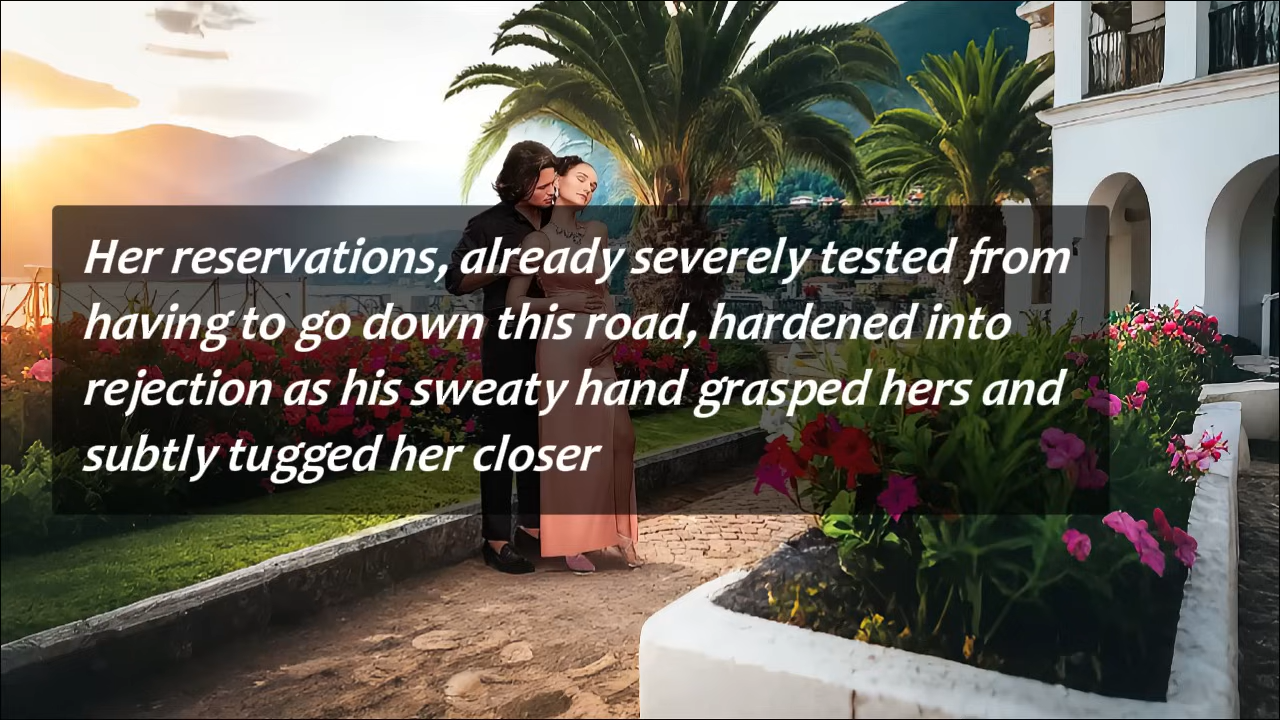 Her reservations, already severely tested from
having to go down this road, hardened into
rejection as his sweaty hand grasped hers and
subtly tugged her closer